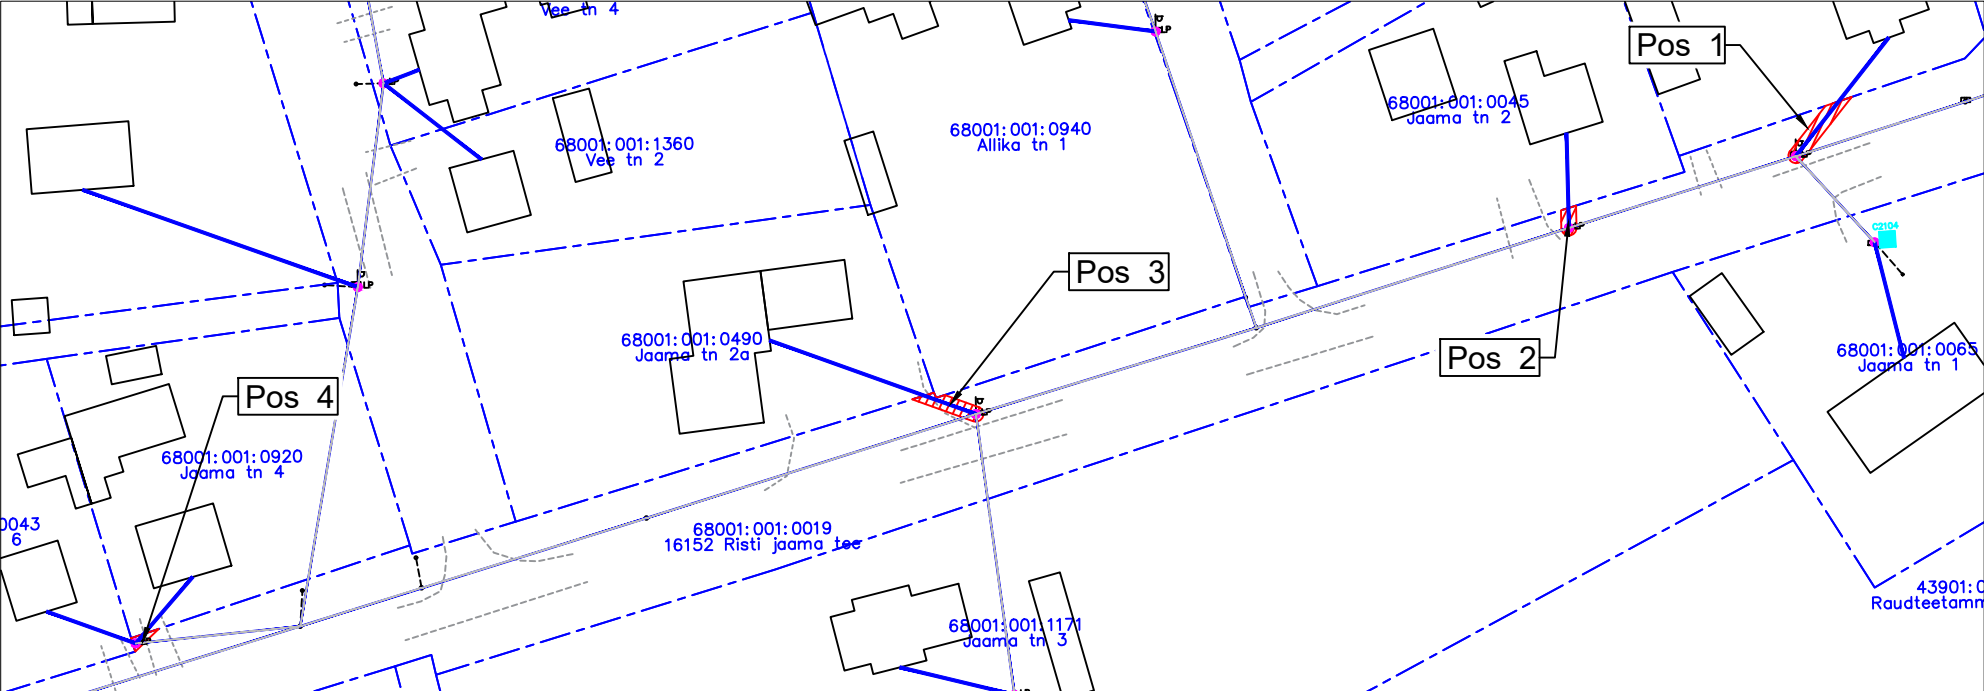 Vee tn 4
Pos 1
LP
68001:001:0045
Jaama tn 2
68001:001:0940
Allika tn 1
68001:001:1360
Vee tn 2
C2104
LP
Pos 3
68001:001:0490
Jaama tn 2a
Pos 2
68001:001:0065
Jaama tn 1
Pos 4
68001:001:0920
Jaama tn 4
0043
6
68001:001:0019
16152 Risti jaama tee
43901:0
Raudteetamm
68001:001:1171
Jaama tn 3